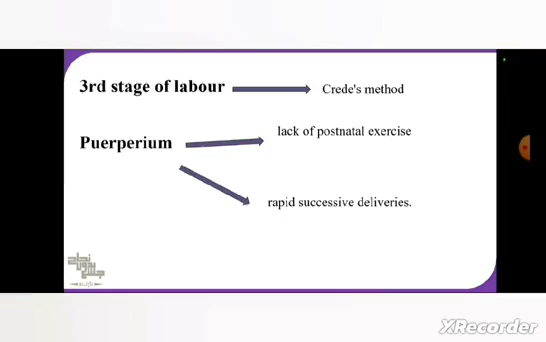 3rd stage of labour
Crede's method
lack of postnatal exercise
Puerperium
rapid successive deliveries.
XRecorder